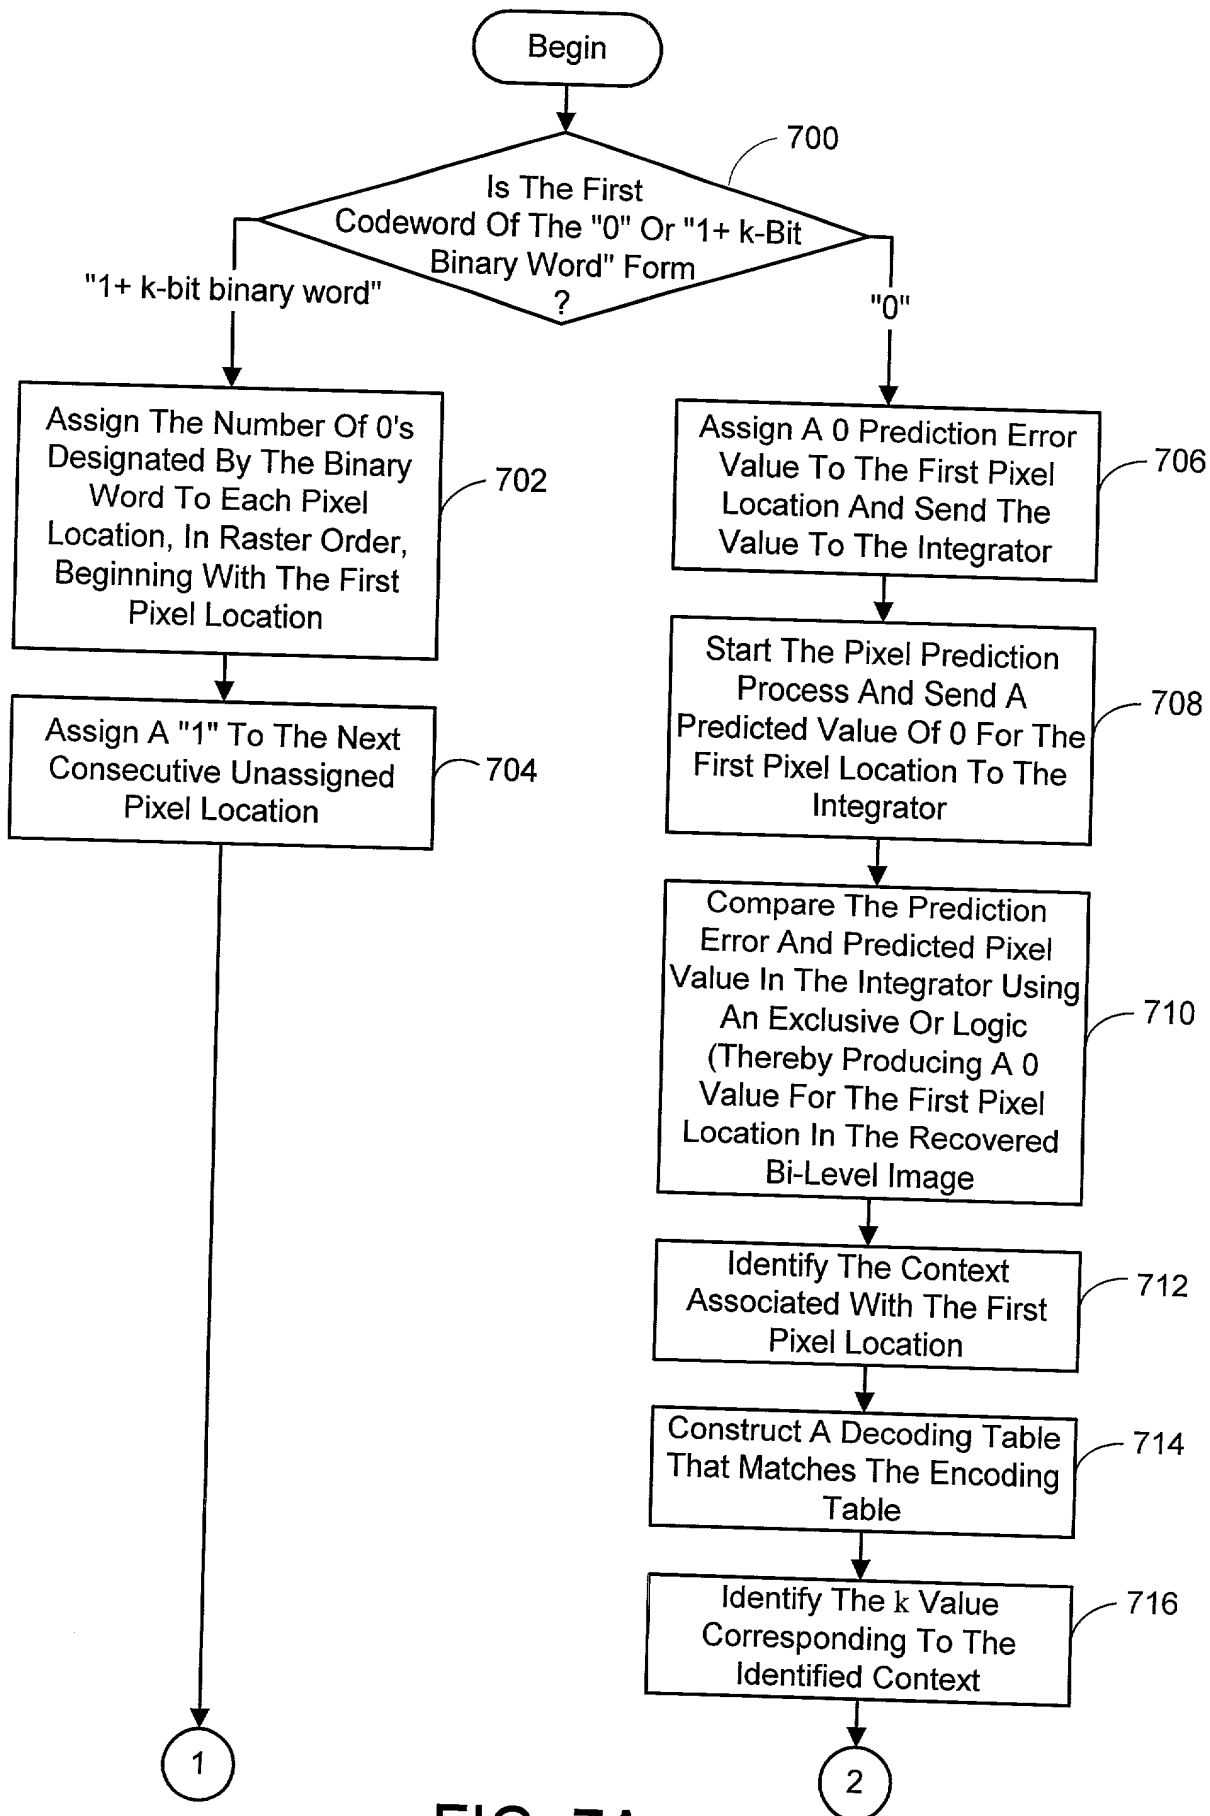 Begin
700
Is The First
Codeword Of The "0" Or "1+ k-Bit
Binary Word" Form
?
"1+ k-bit binary word"
"0"
Assign The Number Of 0's
Designated By The Binary
Word To Each Pixel
Location, In Raster Order,
Beginning With The First
Pixel Location
702
Assign A "1" To The Next
Consecutive Unassigned
Pixel Location
704
1
Assign A 0 Prediction Error
Value To The First Pixel
Location And Send The
Value To The Integrator
706
Start The Pixel Prediction
Process And Send A
Predicted Value Of 0 For The
First Pixel Location To The
Integrator
708
Compare The Prediction
Error And Predicted Pixel
Value In The Integrator Using
An Exclusive Or Logic
(Thereby Producing A 0
Value For The First Pixel
Location In The Recovered
Bi-Level Image
710
Identify The Context
Associated With The First
Pixel Location
712
Construct A Decoding Table
That Matches The Encoding
Table
714
Identify The k Value
Corresponding To The
Identified Context
716
2
FIG. 7A